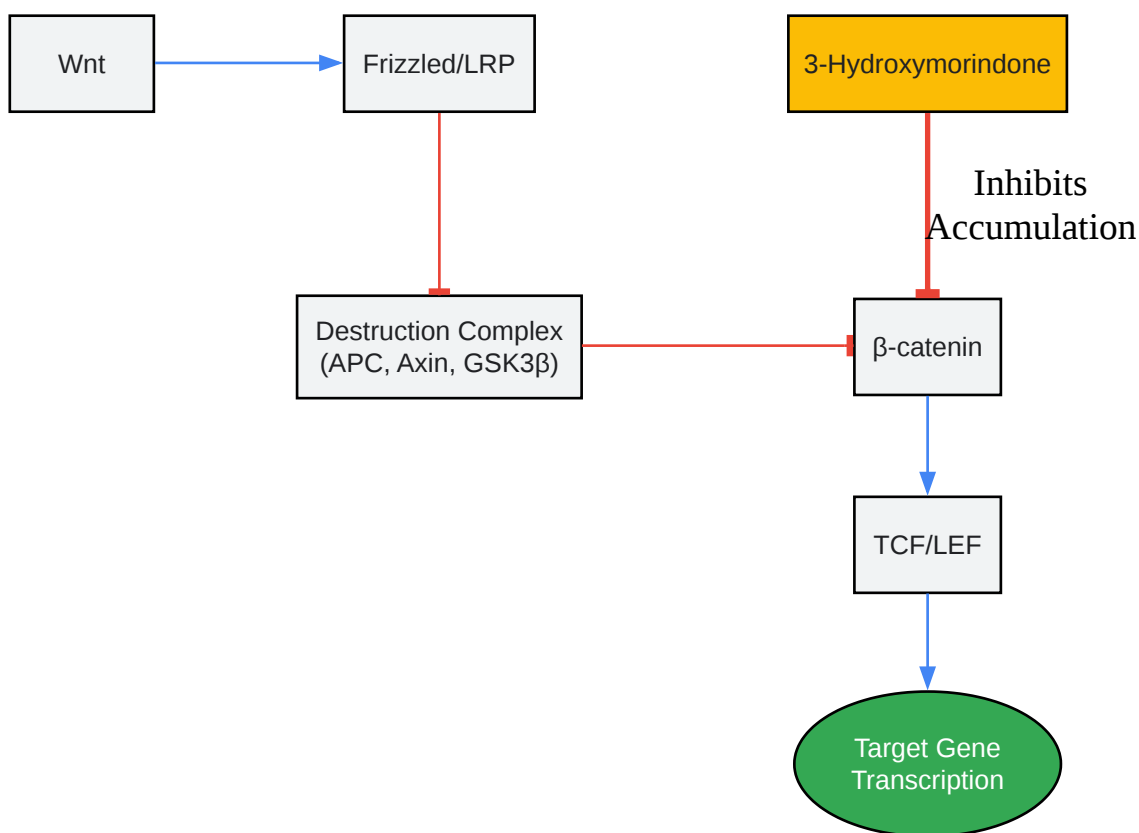 Wnt
Frizzled/LRP
3-Hydroxymorindone
Inhibits
Accumulation
Destruction Complex
(APC, Axin, GSK3β)
β-catenin
TCF/LEF
Target Gene
Transcription